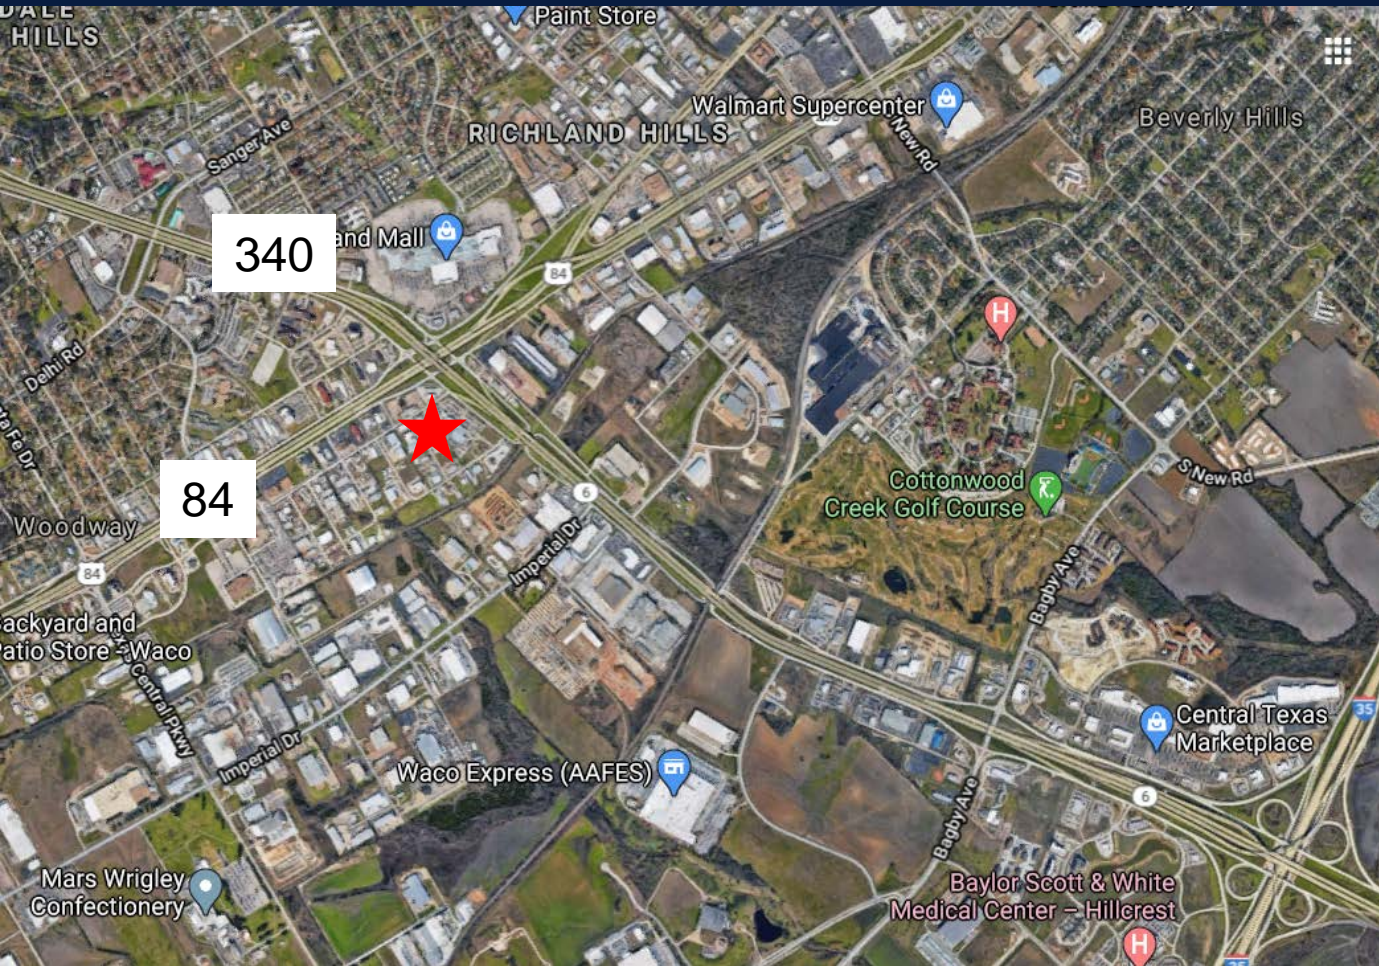 DALE
HILLS
Paint Store
Walmart Supercenter
RICHLAND HILLS
Beverly Hills
Sanger Ave
New Rd
340
and Mall
84
Delhi Rd
ta Fe Dr
H
84
Cottonwood
Creek Golf Course
S New Rd
6
Woodway
Imperial Dr
84
Bagby Ave
ackyard and
atio Store - Waco
Central Pkwy
Imperial Dr
Central Texas
Marketplace
35
Waco Express (AAFES)
6
Bagby Ave
Mars Wrigley
Confectionery
Baylor Scott & White
Medical Center – Hillcrest
H
35